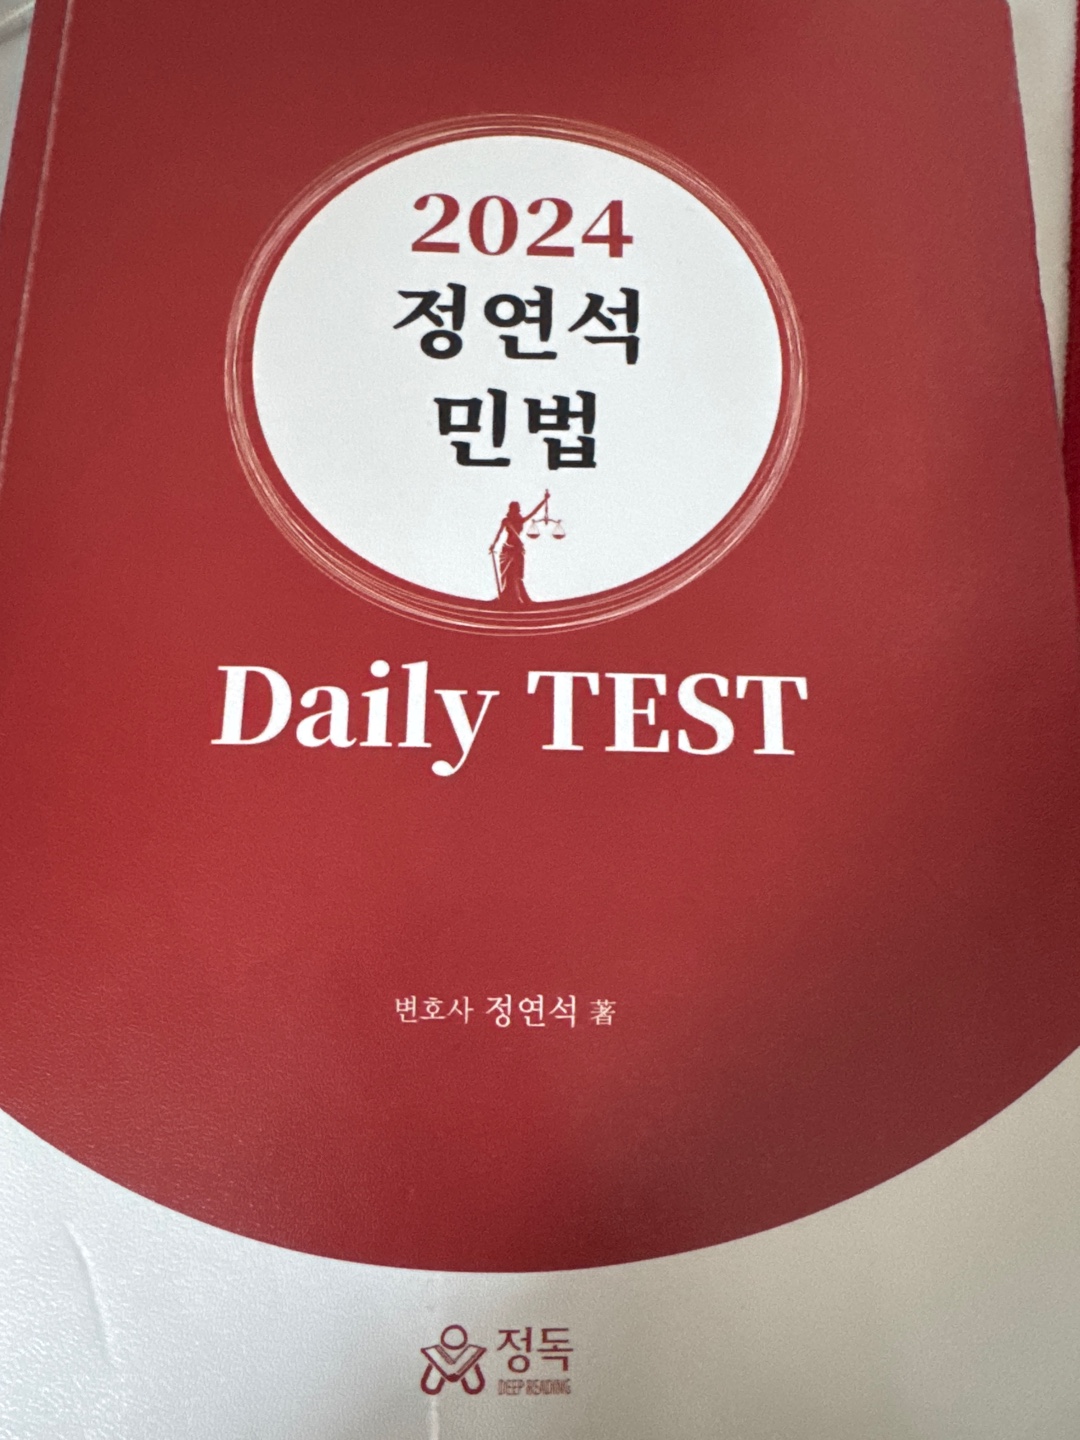 2024
정연석
민법
Daily TEST
변호사 정연석 著
정독
DEEP READING